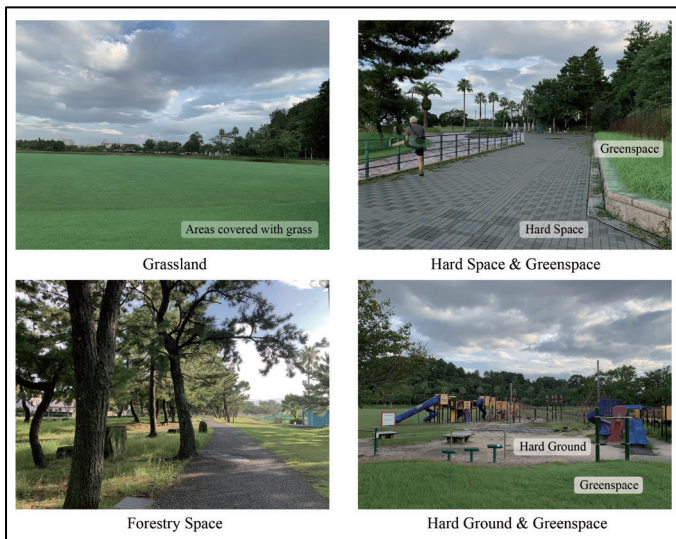 Areas covered with grass
Grassland
Greenspace
Hard Space
Hard Space & Greenspace
Forestry Space
Hard Ground
Greenspace
Hard Ground & Greenspace